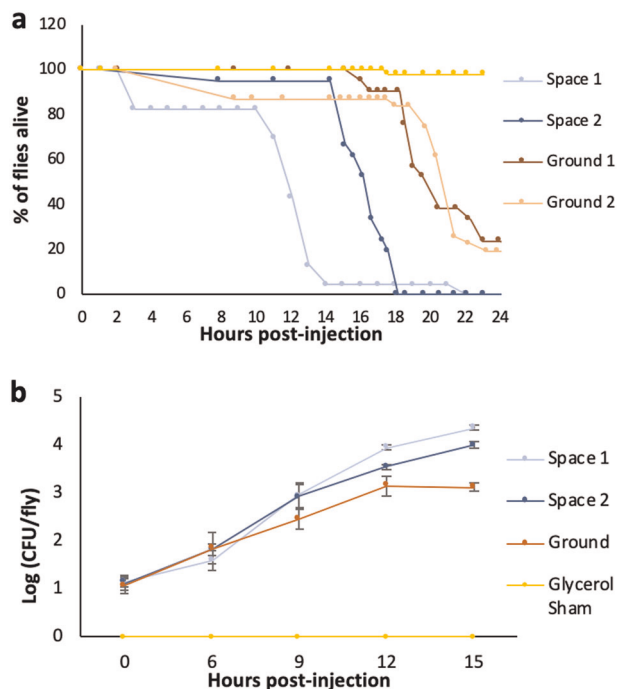 a
120
100
80
60
40
20
0
% of flies alive
0 2 4 6 8 10 12 14 16 18 20 22 24
Hours post-injection
Space 1
Space 2
Ground 1
Ground 2
b
5
4
3
2
1
0
Log (CFU/fly)
0 6 9 12 15
Hours post-injection
Space 1
Space 2
Ground
Glycerol
Sham